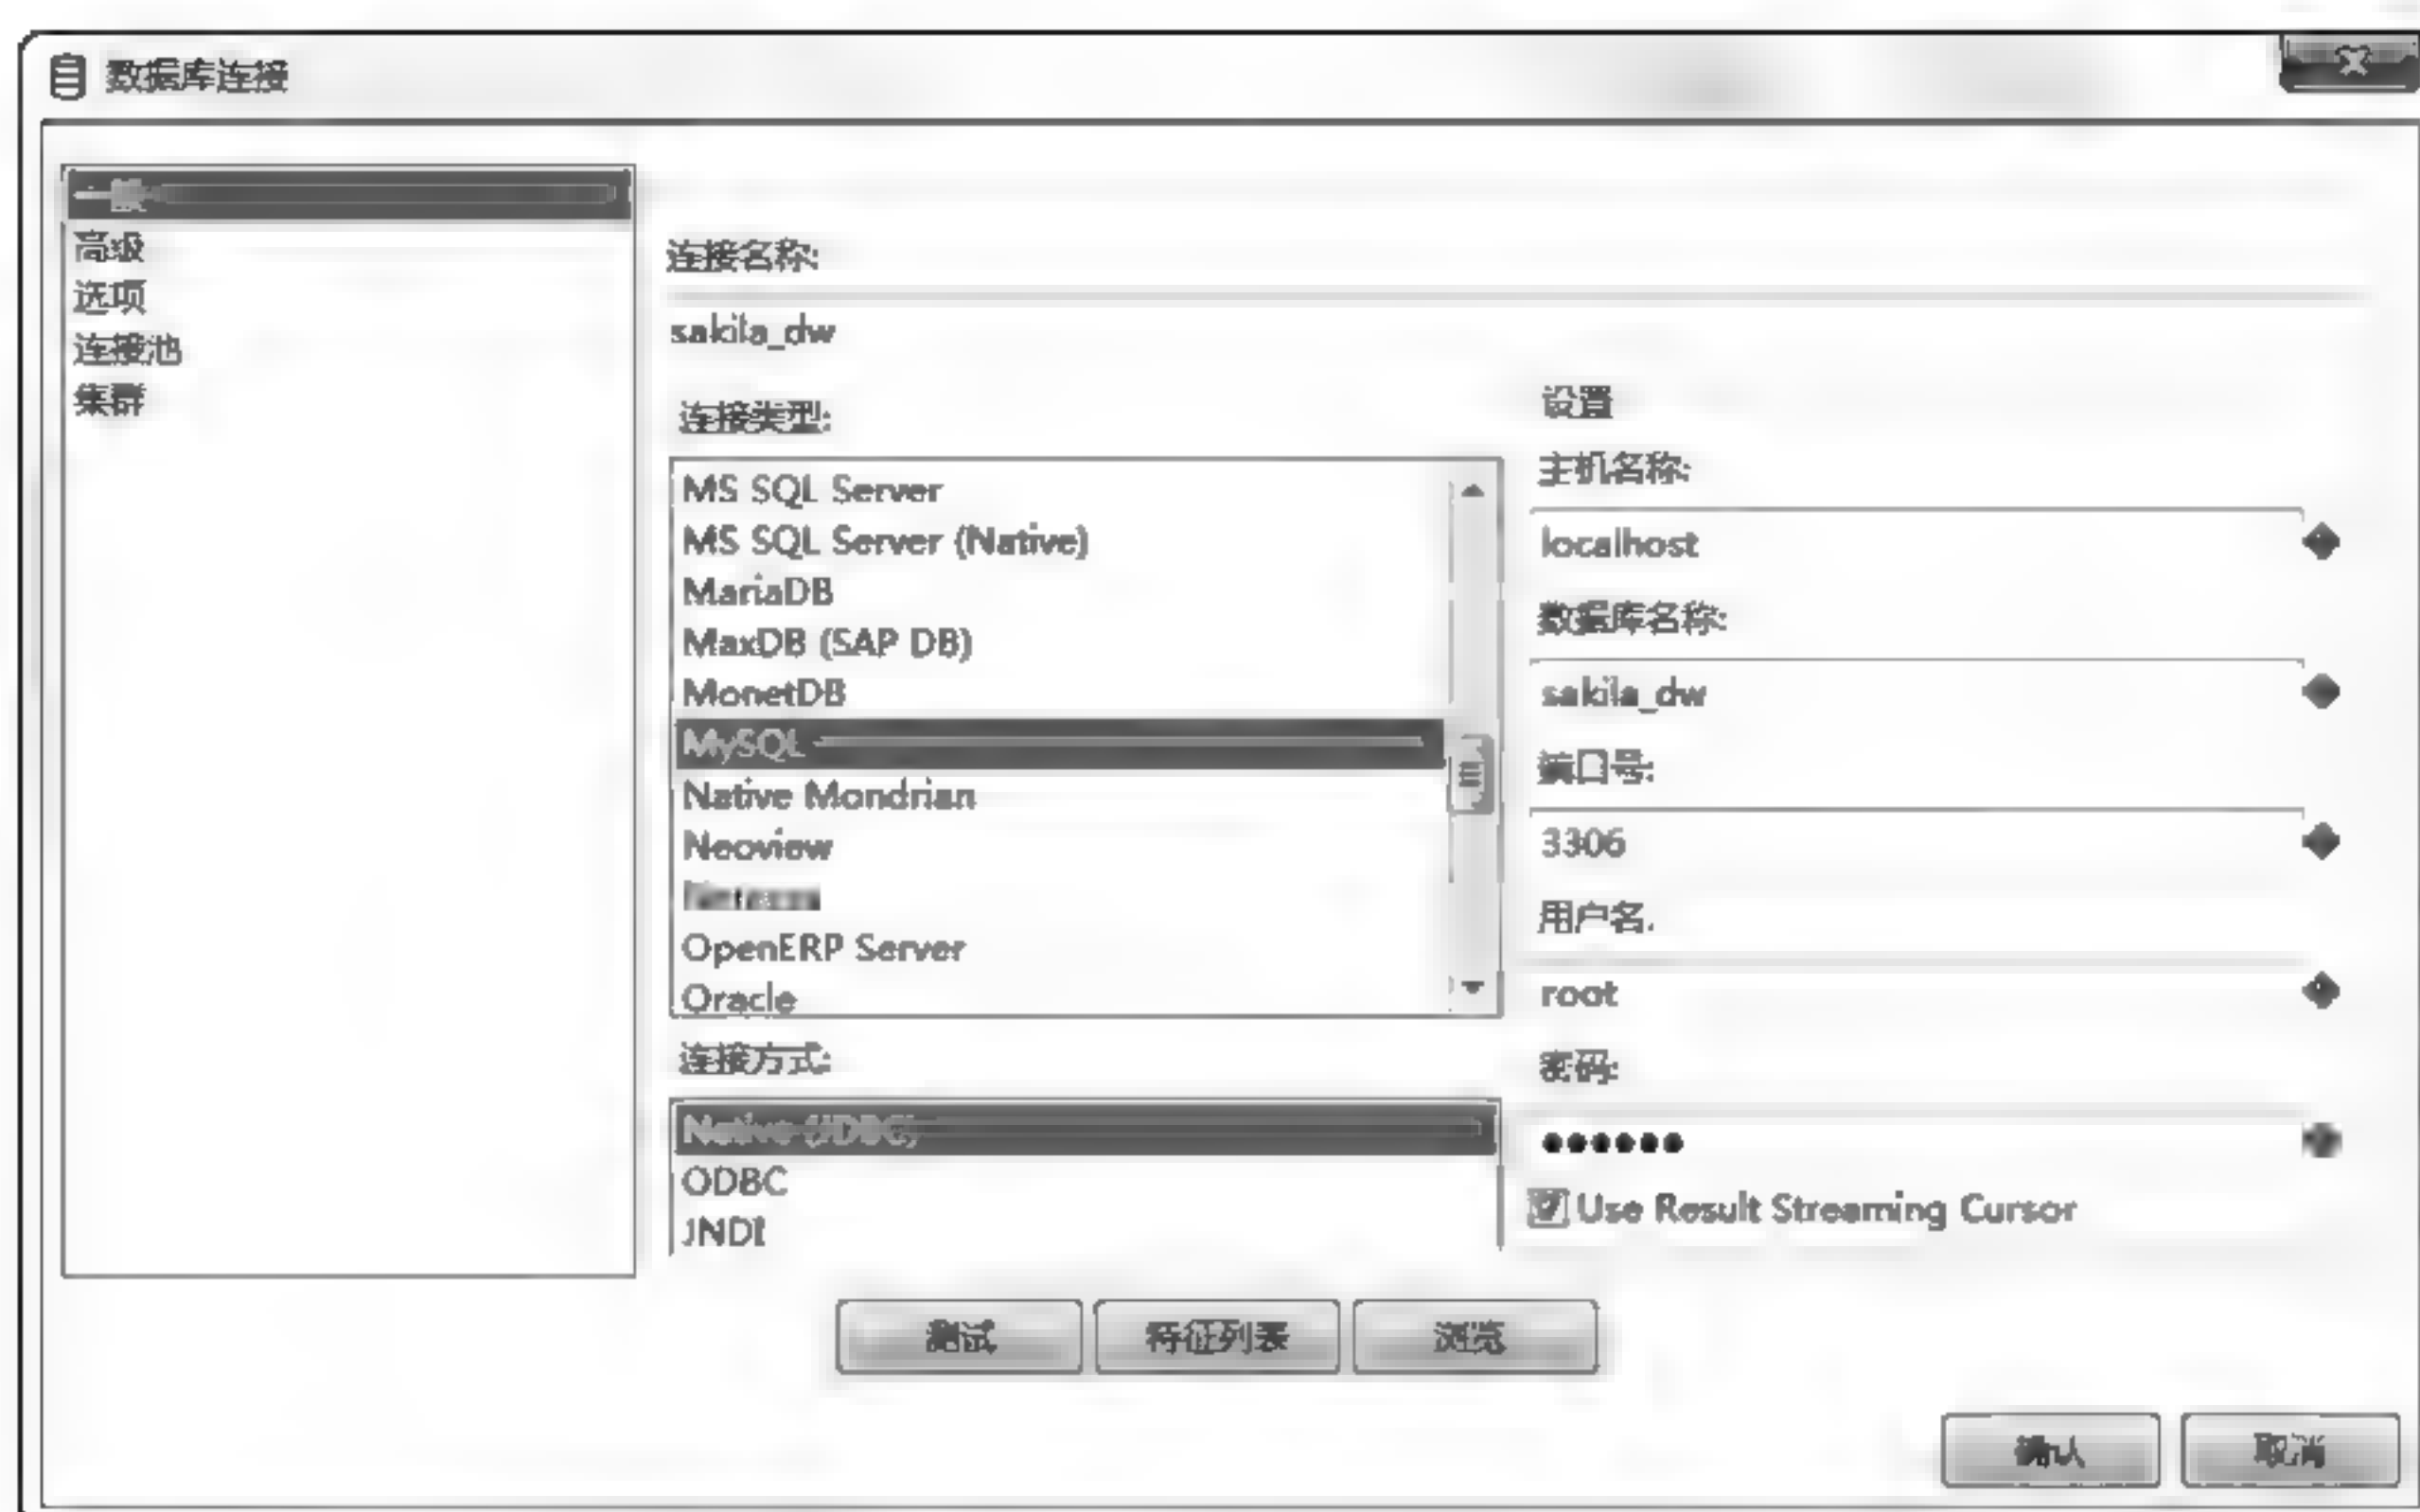 数据库连接
一般
高级
选项
连接池
集群
连接名称:
sakila_dw
连接类型:
MS SQL Server
MS SQL Server (Native)
MariaDB
MaxDB (SAP DB)
MonetDB
MySQL
Native Mondrian
Neoview
Netezza
OpenERP Server
Oracle
连接方式:
Native (JDBC)
ODBC
JNDI
设置
主机名称:
localhost
数据库名称:
sakila_dw
端口号:
3306
用户名:
root
密码:
●●●●●●
Use Result Streaming Cursor
测试
特征列表
浏览
确认
取消